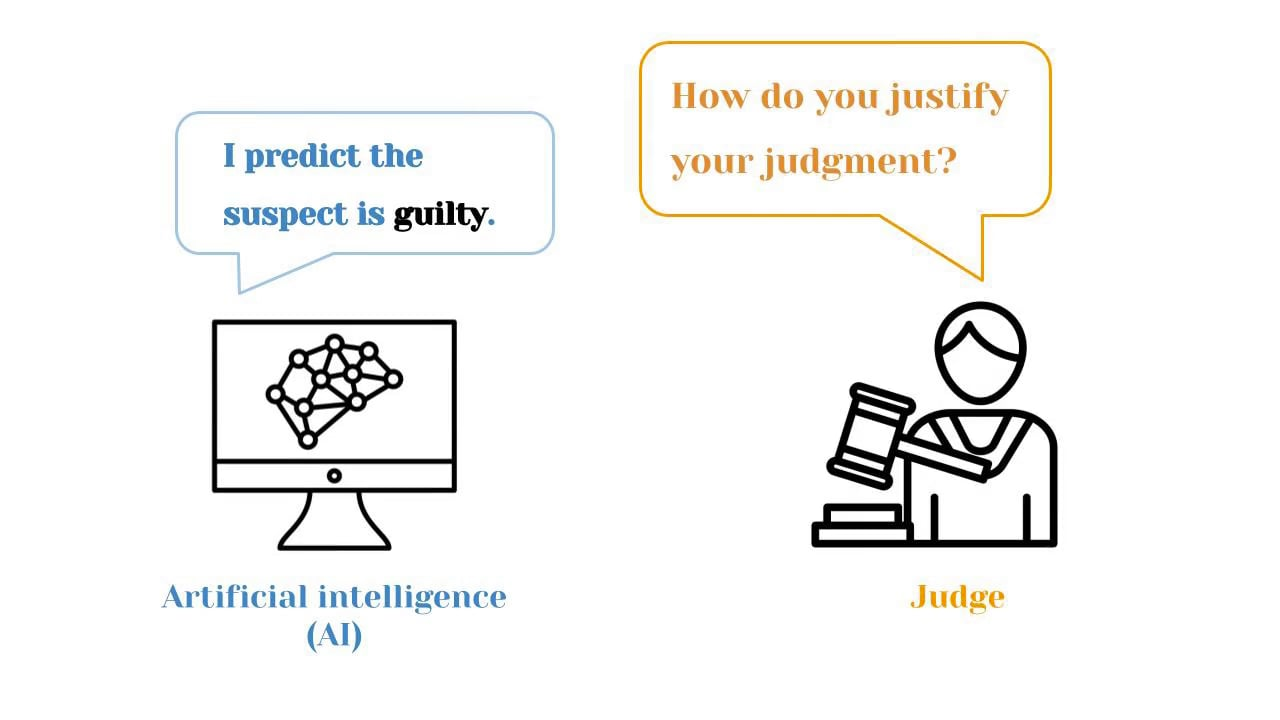 I predict the
suspect is guilty.
How do you justify
your judgment?
Artificial intelligence
(AI)
Judge